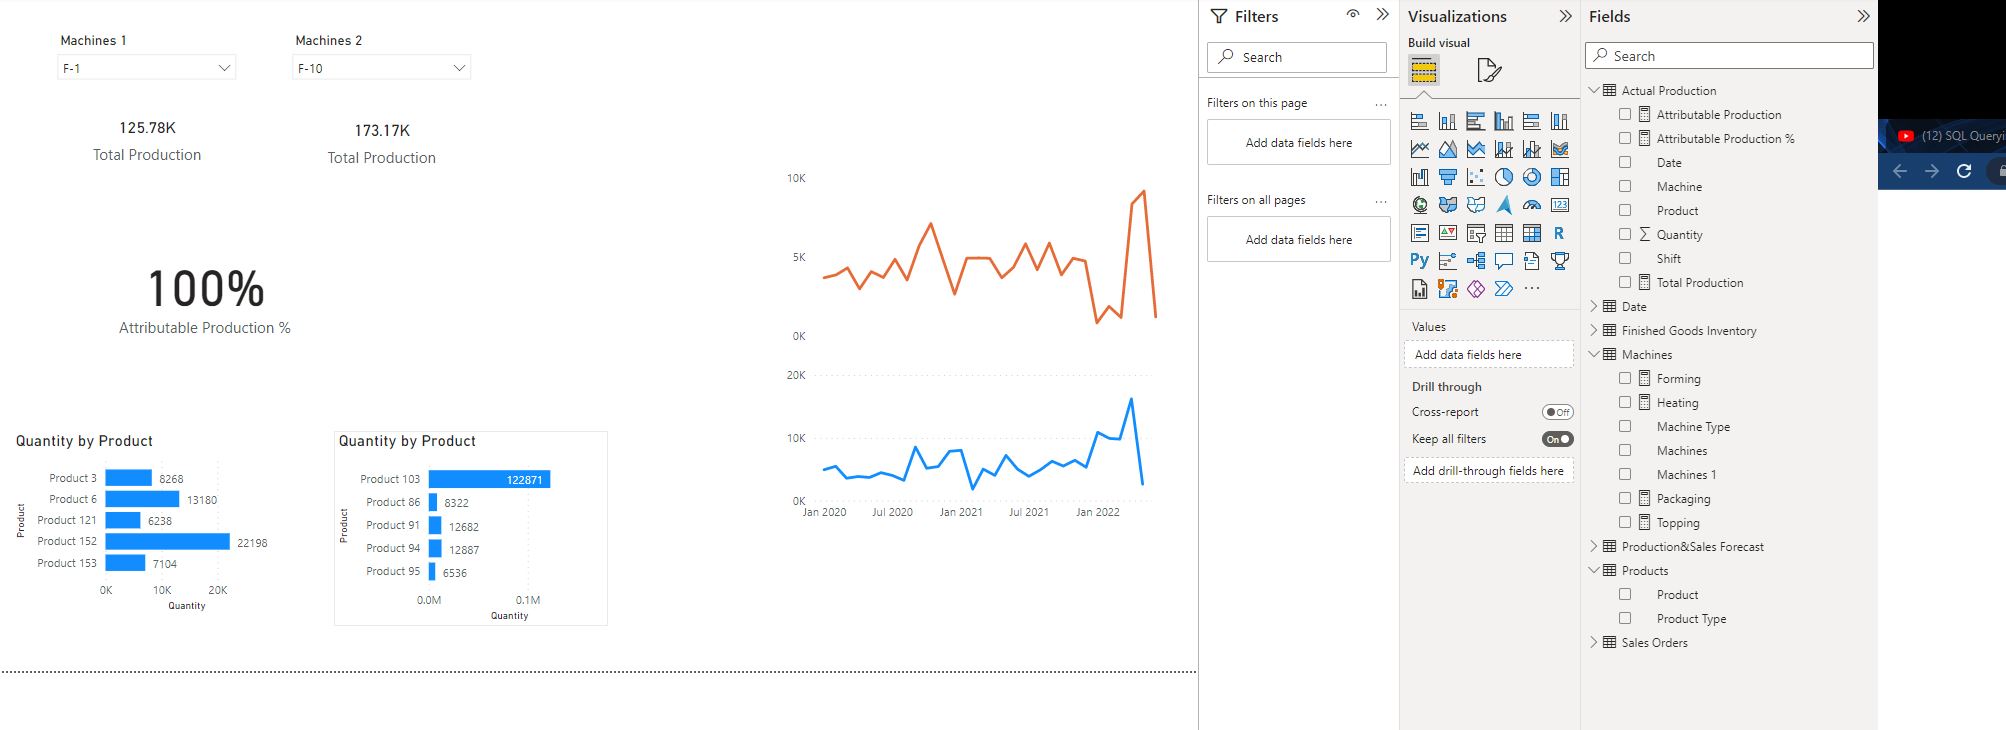 Machines 1
F-1
Machines 2
F-10
125.78K
Total Production
173.17K
Total Production
100%
Attributable Production %
Quantity by Product
Product
Product 3
8268
Product 6
13180
Product 121
6238
Product 152
22198
Product 153
7104
0K
10K
20K
Quantity
Quantity by Product
Product
Product 103
122871
Product 86
8322
Product 91
12682
Product 94
12887
Product 95
6536
0.0M
0.1M
Quantity
10K
5K
0K
20K
10K
0K
Jan 2020
Jul 2020
Jan 2021
Jul 2021
Jan 2022
Filters
Search
Filters on this page
...
Add data fields here
Filters on all pages
...
Add data fields here
Visualizations
Build visual
123
R
Py
...
Values
Add data fields here
Drill through
Cross-report
Off
Keep all filters
On
Add drill-through fields here
Fields
Search
Actual Production
Attributable Production
Attributable Production %
Date
Machine
Product
Quantity
Shift
Total Production
Date
Finished Goods Inventory
Machines
Forming
Heating
Machine Type
Machines
Machines 1
Packaging
Topping
Production&Sales Forecast
Products
Product
Product Type
Sales Orders
(12) SQL Queryi